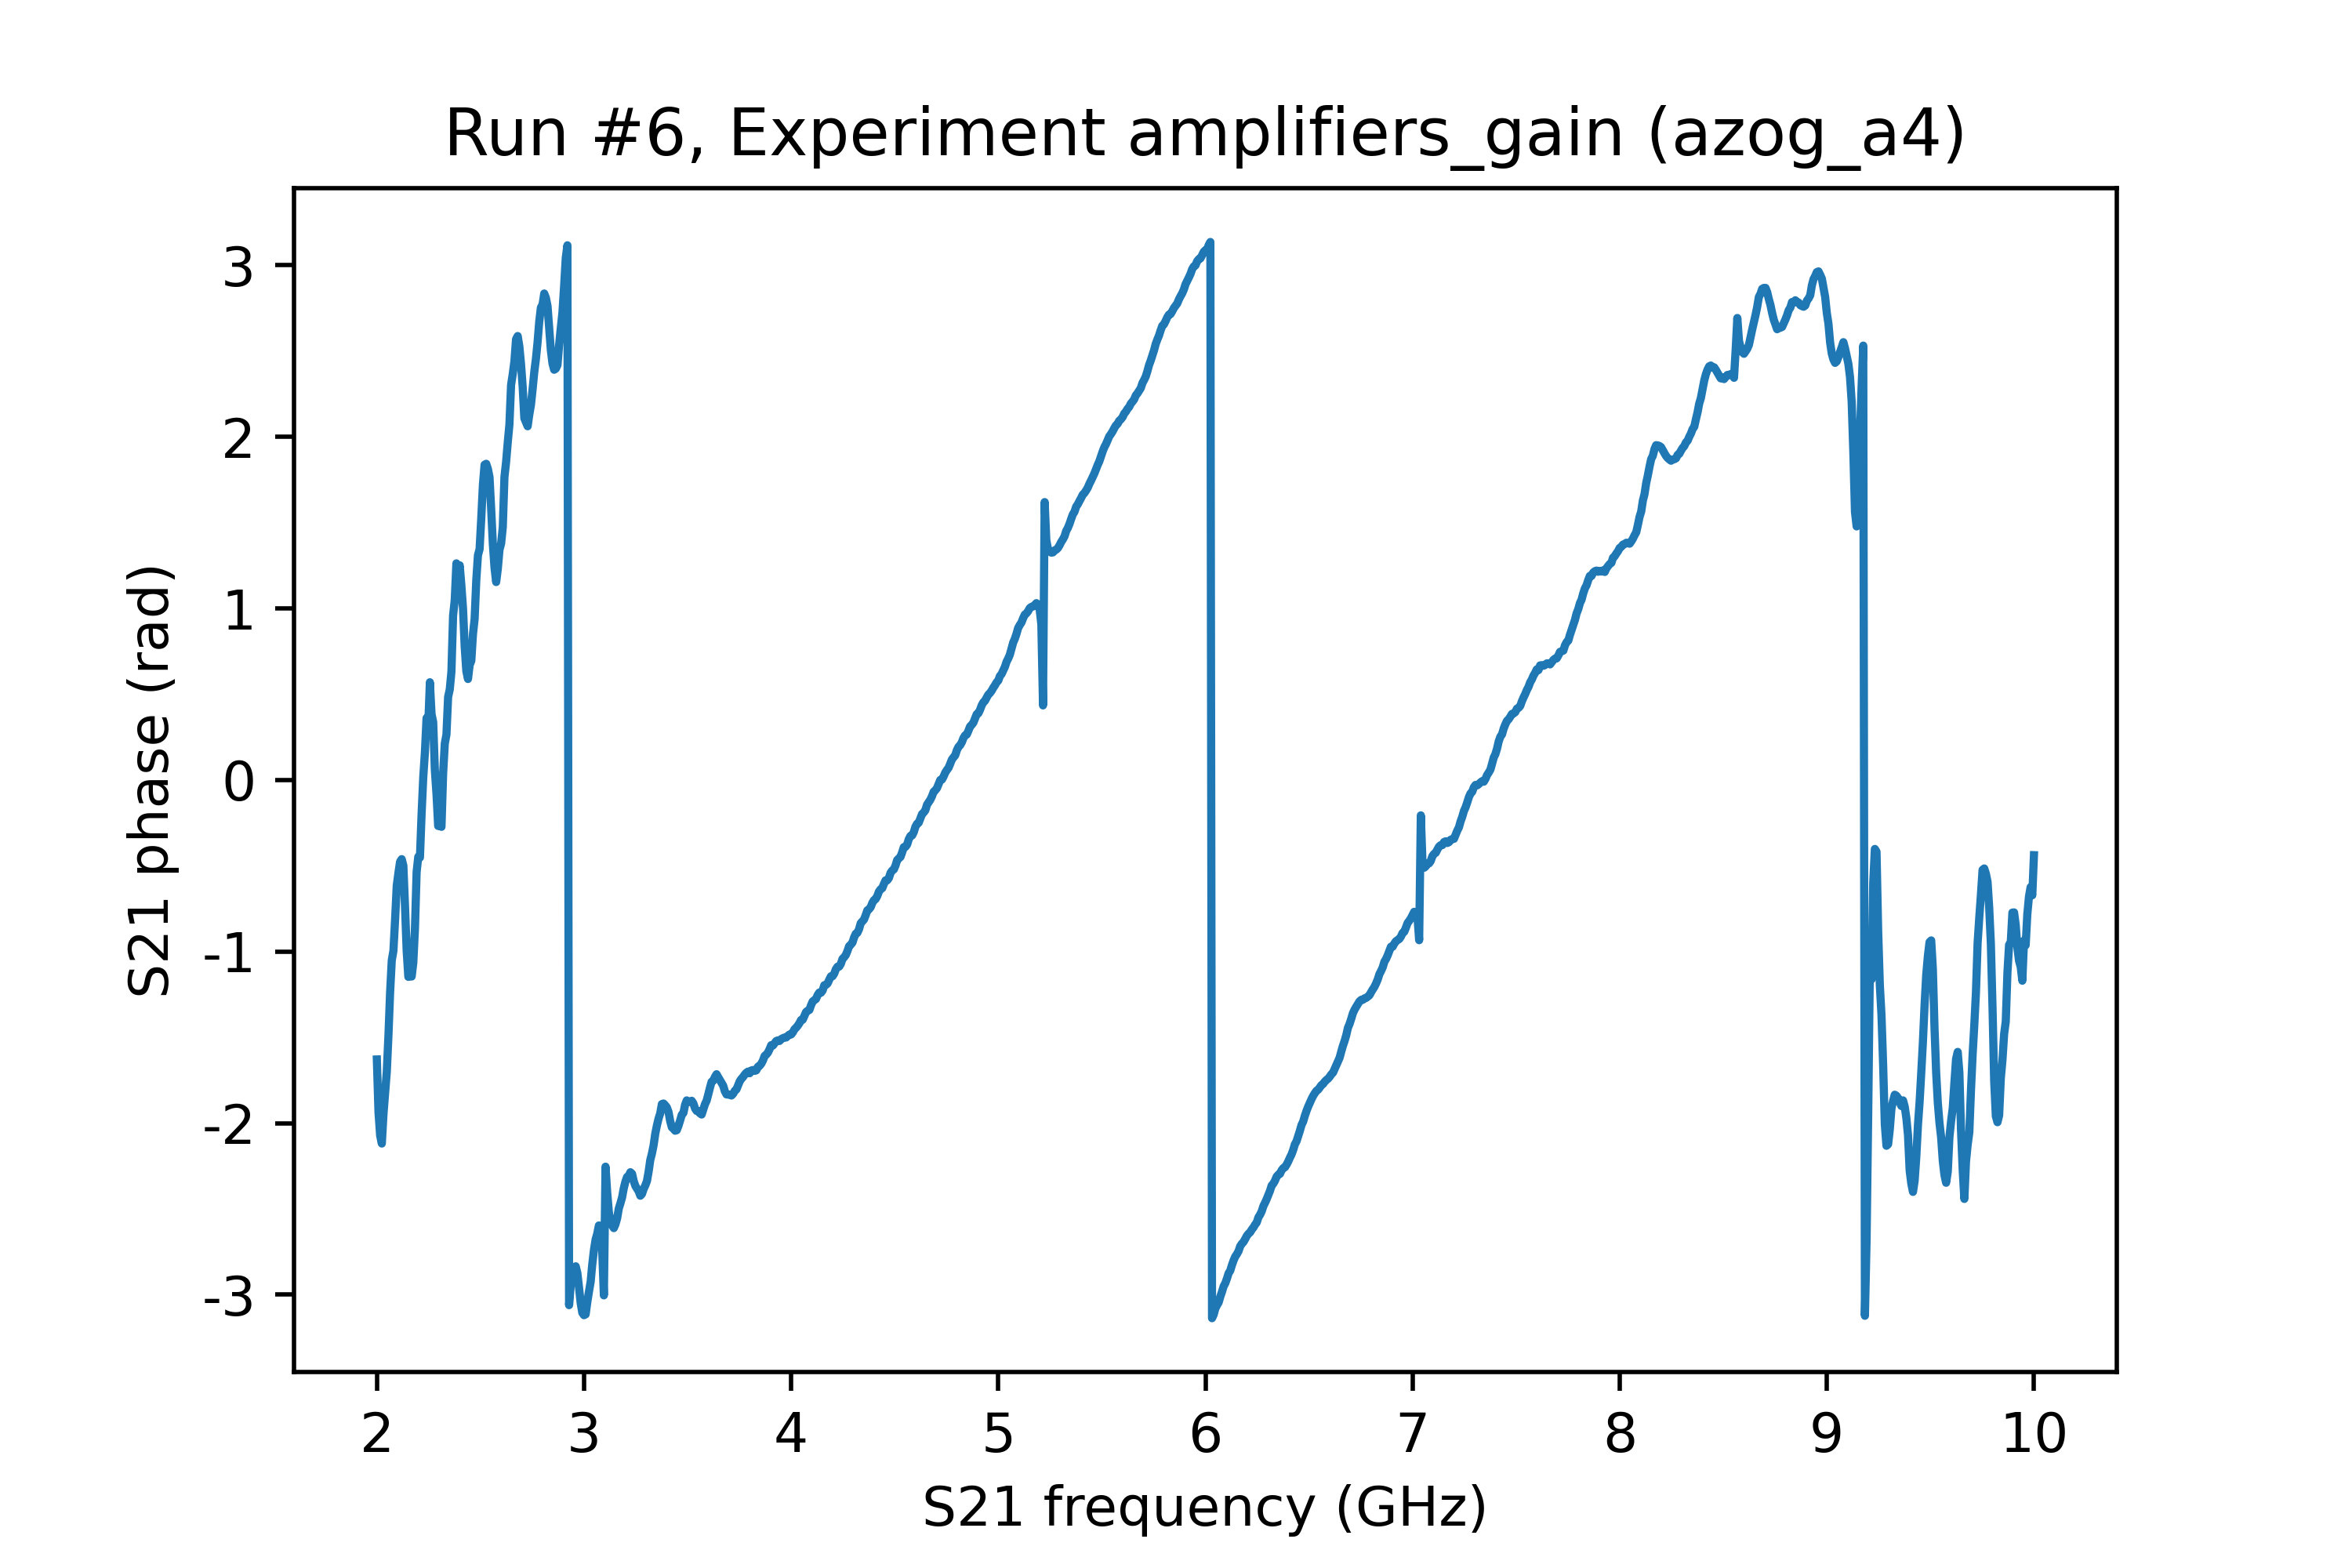 Run #6, Experiment amplifiers_gain (azog_a4)
3
2
1
0
-1
-2
-3
S21 phase (rad)
2 3 4 5 6 7 8 9 10
S21 frequency (GHz)